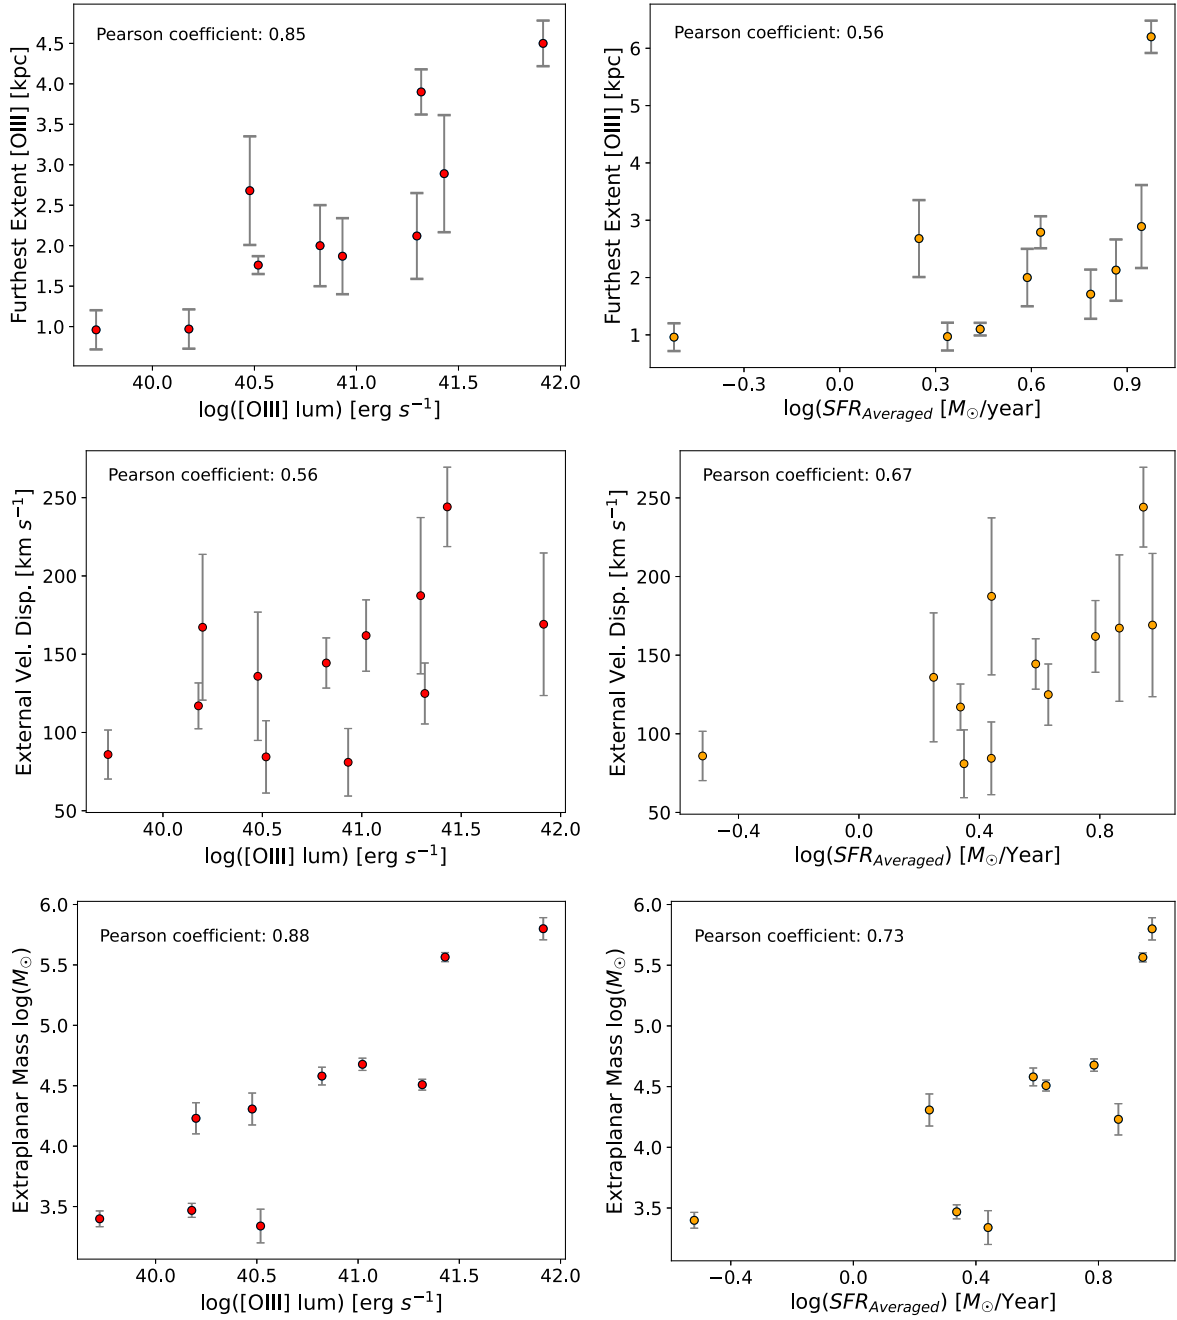 Pearson coefficient: 0.85
Furthest Extent [OIII] [kpc]
4.5
4.0
3.5
3.0
2.5
2.0
1.5
1.0
40.0 40.5 41.0 41.5 42.0
log([OIII] lum) [erg s⁻¹]
Pearson coefficient: 0.56
Furthest Extent [OIII] [kpc]
6
5
4
3
2
1
−0.3 0.0 0.3 0.6 0.9
log(SFR_Averaged [M⊙/year]
Pearson coefficient: 0.56
External Vel. Disp. [km s⁻¹]
250
200
150
100
50
40.0 40.5 41.0 41.5 42.0
log([OIII] lum) [erg s⁻¹]
Pearson coefficient: 0.67
External Vel. Disp. [km s⁻¹]
250
200
150
100
50
−0.4 0.0 0.4 0.8
log(SFR_Averaged) [M⊙/Year]
Pearson coefficient: 0.88
Extraplanar Mass log(M⊙)
6.0
5.5
5.0
4.5
4.0
3.5
40.0 40.5 41.0 41.5 42.0
log([OIII] lum) [erg s⁻¹]
Pearson coefficient: 0.73
Extraplanar Mass log(M⊙)
6.0
5.5
5.0
4.5
4.0
3.5
−0.4 0.0 0.4 0.8
log(SFR_Averaged) [M⊙/Year]